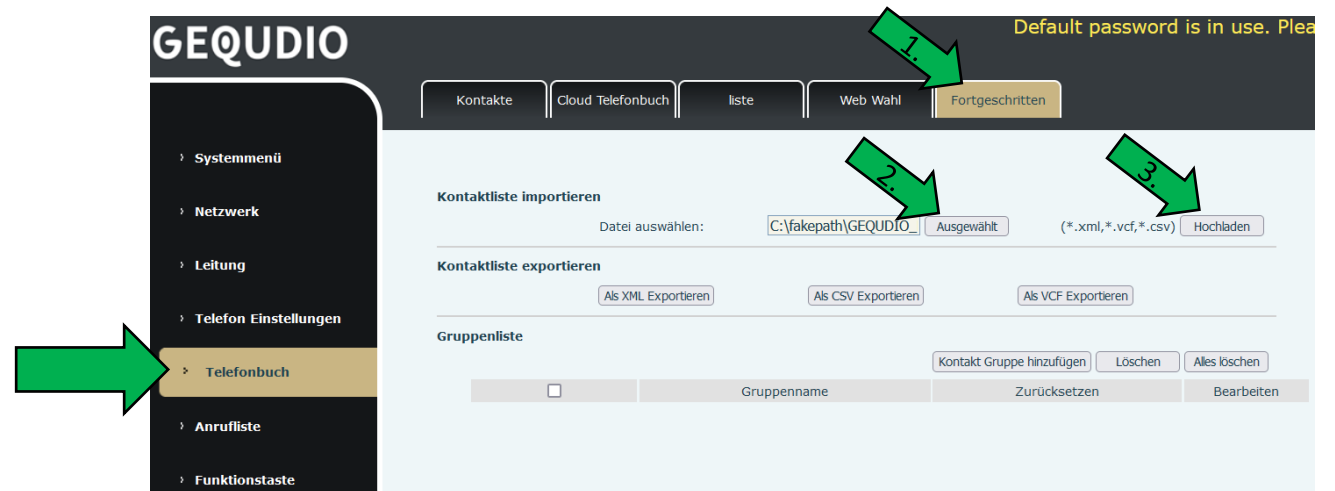 GEQUDIO
Default password is in use. Plea
1.
Kontakte Cloud Telefonbuch liste Web Wahl Fortgeschritten
Systemmenü
Netzwerk
Leitung
Telefon Einstellungen
Telefonbuch
Anrufliste
Funktionstaste
2.
3.
Kontaktliste importieren
Datei auswählen: C:\fakepath\GEQUDIO_ Ausgewählt (*.xml,*.vcf,*.csv) Hochladen
Kontaktliste exportieren
Als XML Exportieren Als CSV Exportieren Als VCF Exportieren
Gruppenliste
Kontakt Gruppe hinzufügen Löschen Alles löschen
Gruppenname Zurücksetzen Bearbeiten